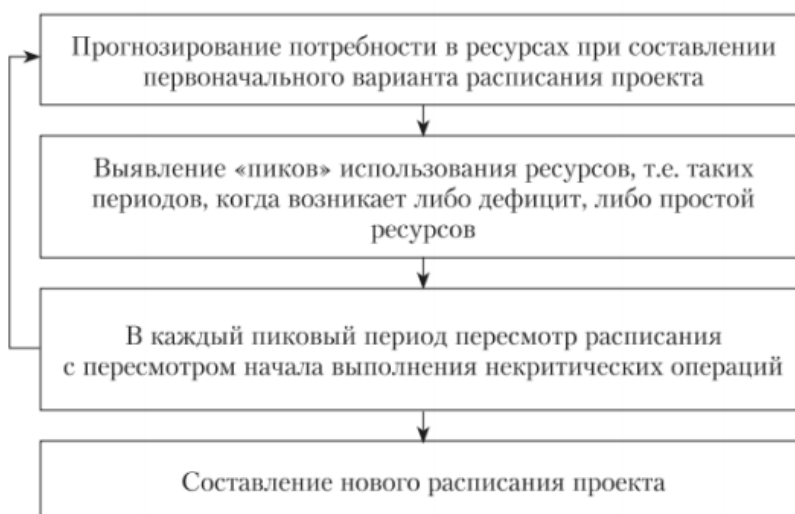 Прогнозирование потребности в ресурсах при составлении
первоначального варианта расписания проекта
Выявление «пиков» использования ресурсов, т.е. таких
периодов, когда возникает либо дефицит, либо простой
ресурсов
В каждый пиковый период пересмотр расписания
с пересмотром начала выполнения некритических операций
Составление нового расписания проекта